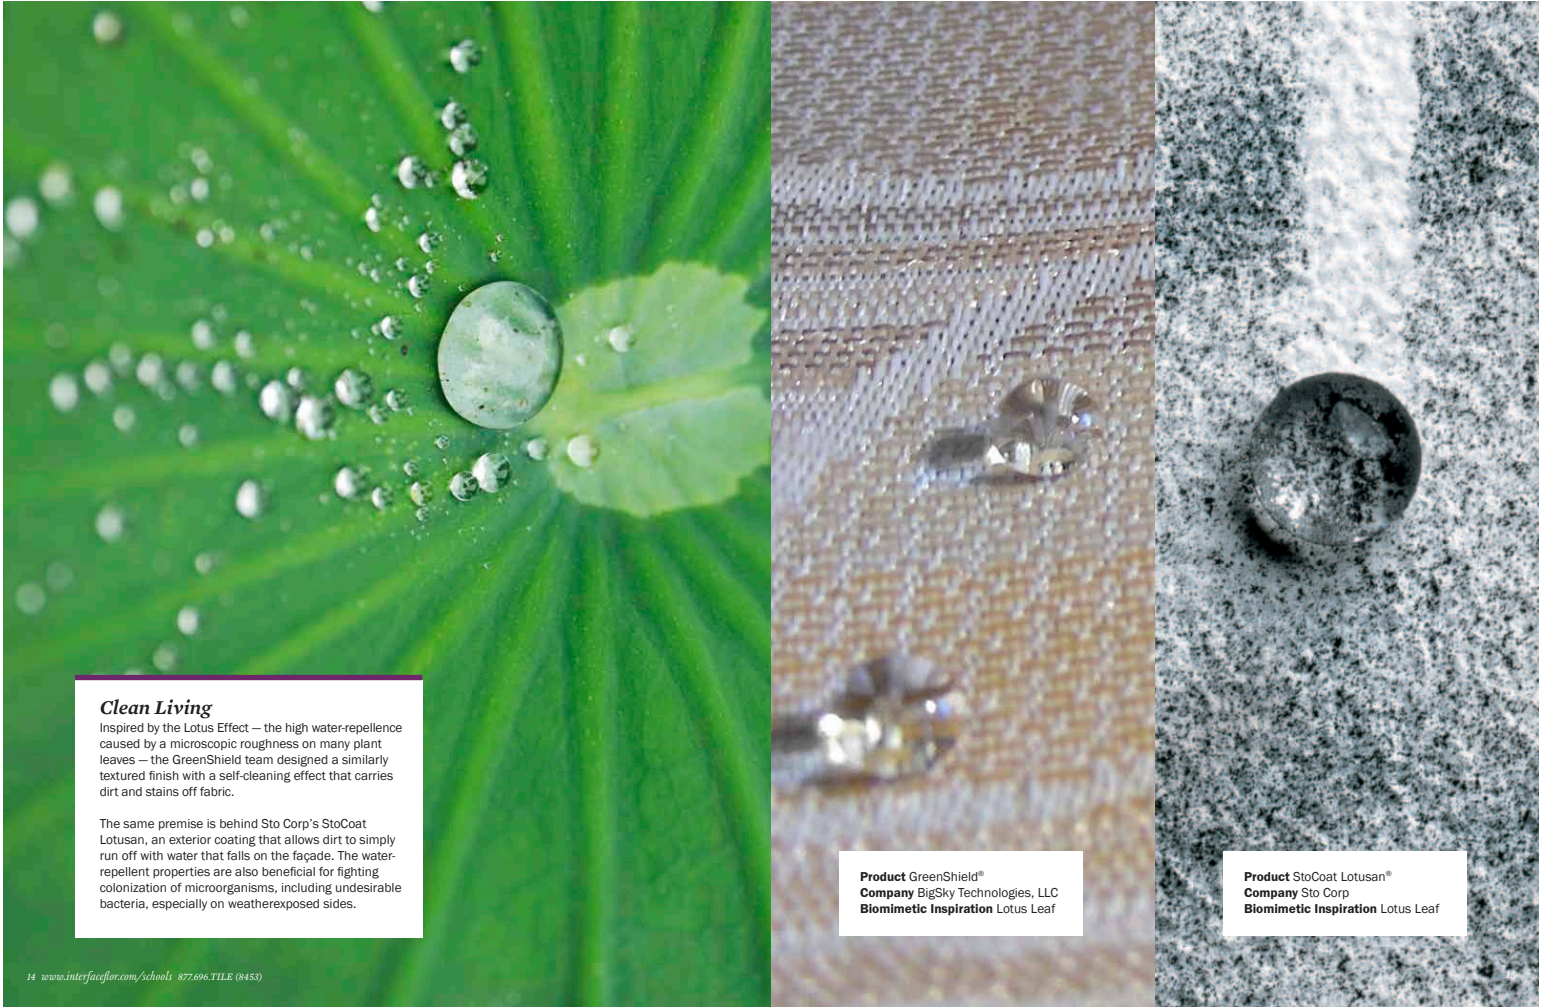 Clean Living
Inspired by the Lotus Effect — the high water-repellence
caused by a microscopic roughness on many plant
leaves — the GreenShield team designed a similarly
textured finish with a self-cleaning effect that carries
dirt and stains off fabric.
The same premise is behind Sto Corp's StoCoat
Lotusan, an exterior coating that allows dirt to simply
run off with water that falls on the façade. The water-
repellent properties are also beneficial for fighting
colonization of microorganisms, including undesirable
bacteria, especially on weatherexposed sides.
14 www.interfaceflor.com/schools 877.696.TILE (8453)
Product GreenShield®
Company BigSky Technologies, LLC
Biomimetic Inspiration Lotus Leaf
Product StoCoat Lotusan®
Company Sto Corp
Biomimetic Inspiration Lotus Leaf